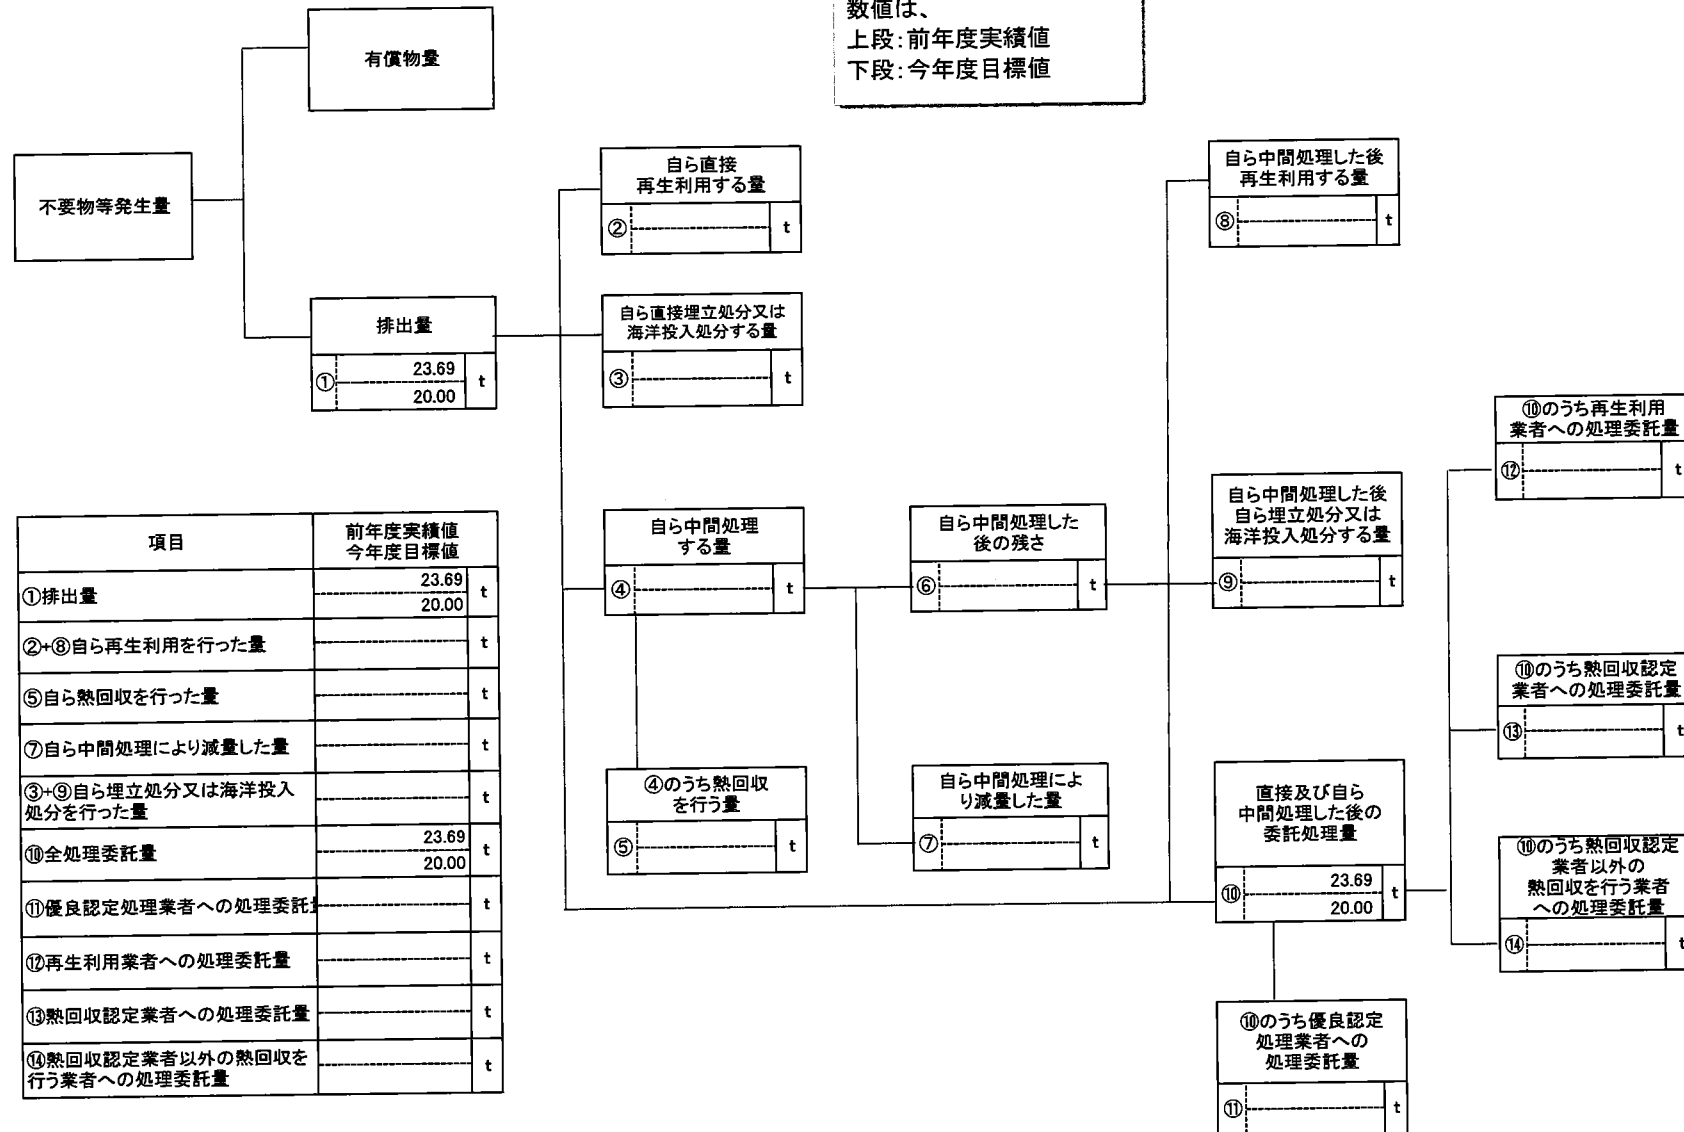 数値は、
上段:前年度実績値
下段:今年度目標値
有償物量
不要物等発生量
排出量
①
23.69
20.00
t
自ら直接
再生利用する量
②
t
自ら直接埋立処分又は
海洋投入処分する量
③
t
自ら中間処理
する量
④
t
④のうち熱回収
を行う量
⑤
t
自ら中間処理した
後の残さ
⑥
t
自ら中間処理によ
り減量した量
⑦
t
自ら中間処理した後
再生利用する量
⑧
t
自ら中間処理した後
自ら埋立処分又は
海洋投入処分する量
⑨
t
直接及び自ら
中間処理した後の
委託処理量
⑩
23.69
20.00
t
⑩のうち優良認定
処理業者への
処理委託量
⑪
t
⑩のうち再生利用
業者への処理委託量
⑫
t
⑩のうち熱回収認定
業者への処理委託量
⑬
t
⑩のうち熱回収認定
業者以外の
熱回収を行う業者
への処理委託量
⑭
t
項目
前年度実績値
今年度目標値
①排出量
23.69
20.00
t
②+⑧自ら再生利用を行った量
t
⑤自ら熱回収を行った量
t
⑦自ら中間処理により減量した量
t
③+⑨自ら埋立処分又は海洋投入
処分を行った量
t
⑩全処理委託量
23.69
20.00
t
⑪優良認定処理業者への処理委託
t
⑫再生利用業者への処理委託量
t
⑬熱回収認定業者への処理委託量
t
⑭熱回収認定業者以外の熱回収を
行う業者への処理委託量
t